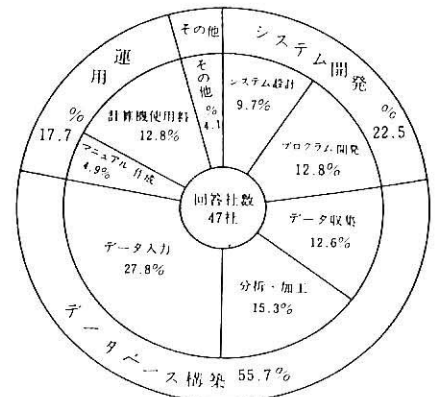 システム開発
22.5%
データベース構築 55.7%
運用
17.7%
その他
システム設計
9.7%
プログラム開発
12.8%
データ収集
12.6%
分析・加工
15.3%
データ入力
27.8%
マニュアル作成
4.9%
計算機使用料
12.8%
その他
4.1%
回答社数
47社